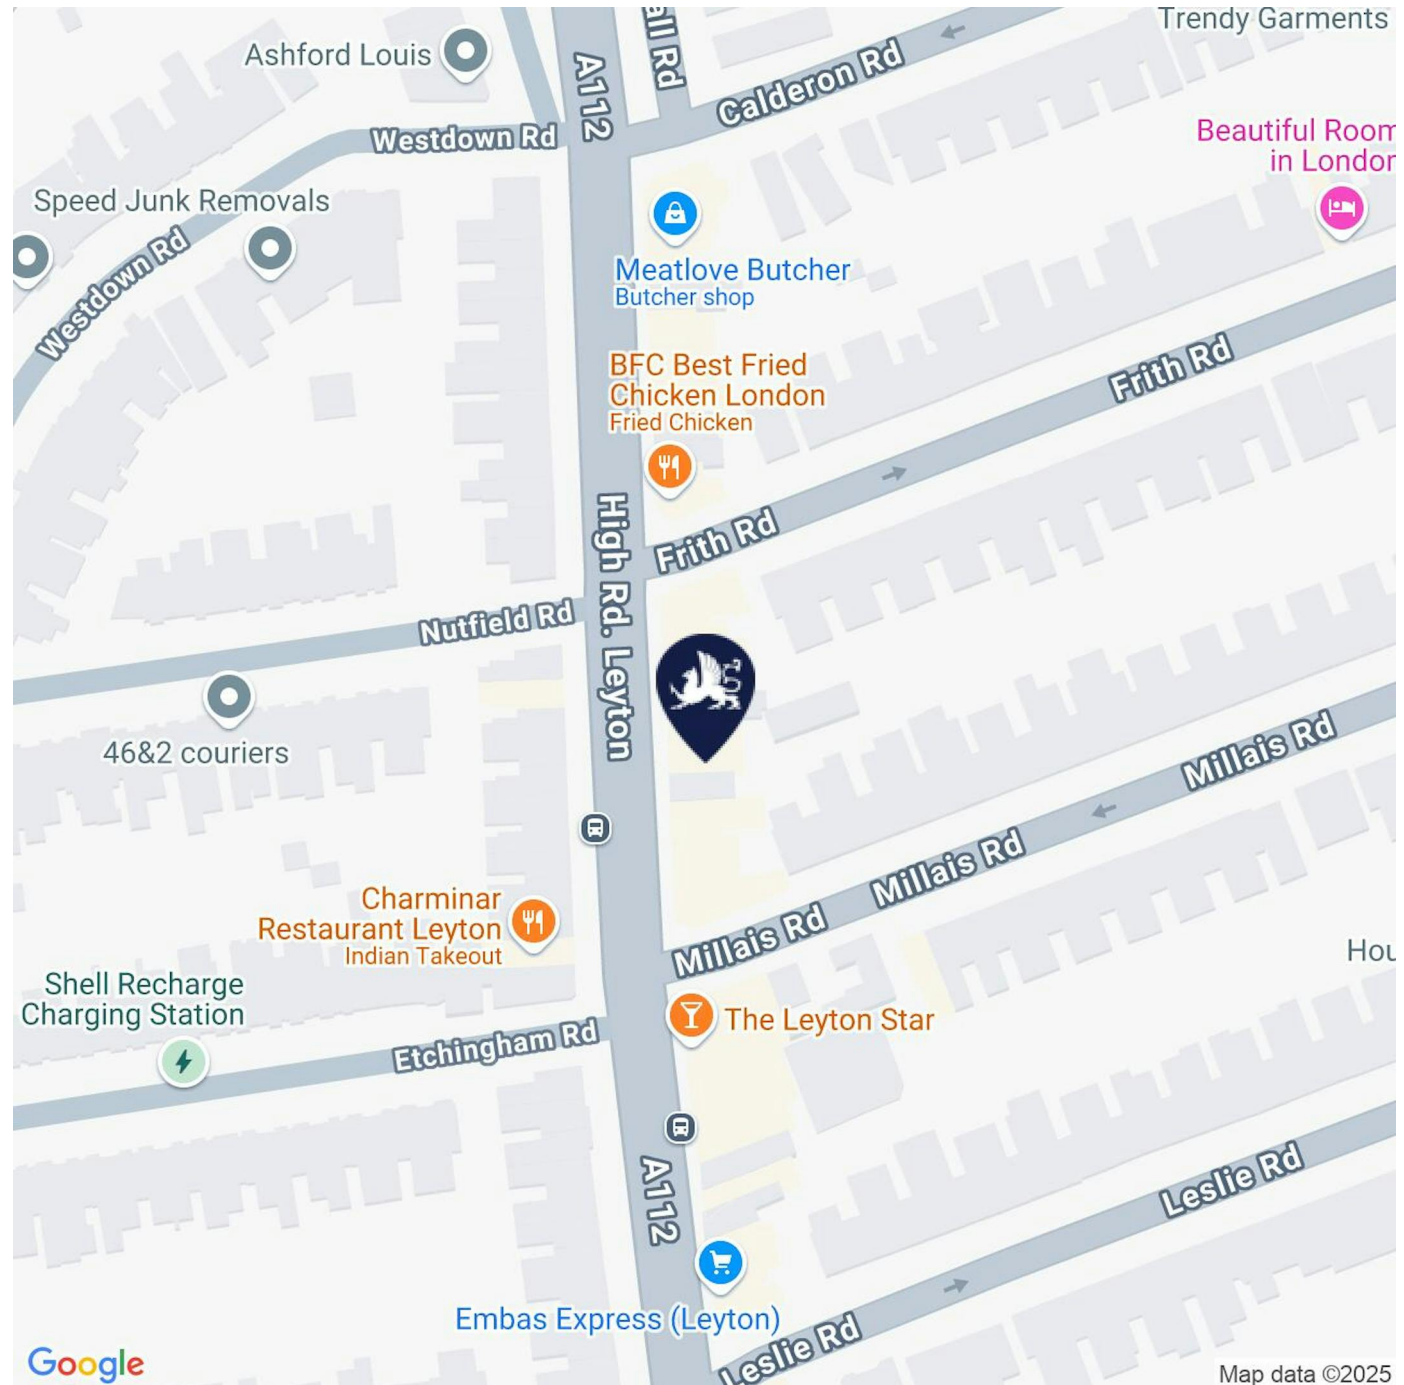 Trendy Garments
Ashford Louis
A112
all Rd
Calderon Rd
Westdown Rd
Beautiful Room
in London
Speed Junk Removals
Westdown Rd
Meatlove Butcher
Butcher shop
BFC Best Fried
Chicken London
Fried Chicken
Frith Rd
Frith Rd
High Rd. Leyton
Nutfield Rd
46&2 couriers
Millais Rd
Millais Rd
Millais Rd
Charminar
Restaurant Leyton
Indian Takeout
Hou
Shell Recharge
Charging Station
The Leyton Star
Etchingham Rd
A112
Leslie Rd
Embas Express (Leyton)
Leslie Rd
Google
Map data ©2025